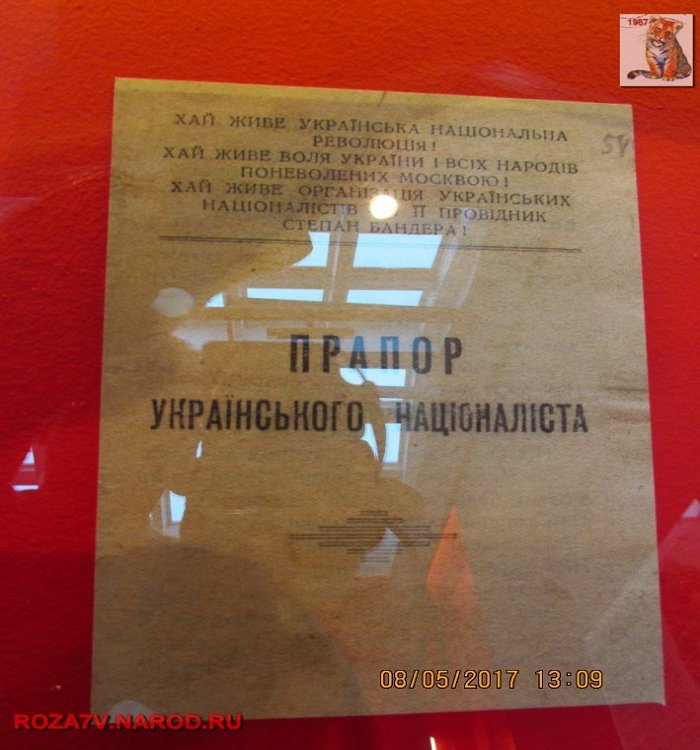 1987
ХАЙ ЖИВЕ УКРАЇНСЬКА НАЦІОНАЛЬНА
РЕВОЛЮЦІЯ!
ХАЙ ЖИВЕ ВОЛЯ УКРАЇНИ І ВСІХ НАРОДІВ
ПОНЕВОЛЕНИХ МОСКВОЮ!
ХАЙ ЖИВЕ ОРГАНІЗАЦІЯ УКРАЇНСЬКИХ
НАЦІОНАЛІСТІВ ЇЇ ПРОВІДНИК
СТЕПАН БАНДЕРА!
ПРАПОР
УКРАЇНСЬКОГО НАЦІОНАЛІСТА
08/05/2017 13:09
ROZA7V.NAROD.RU